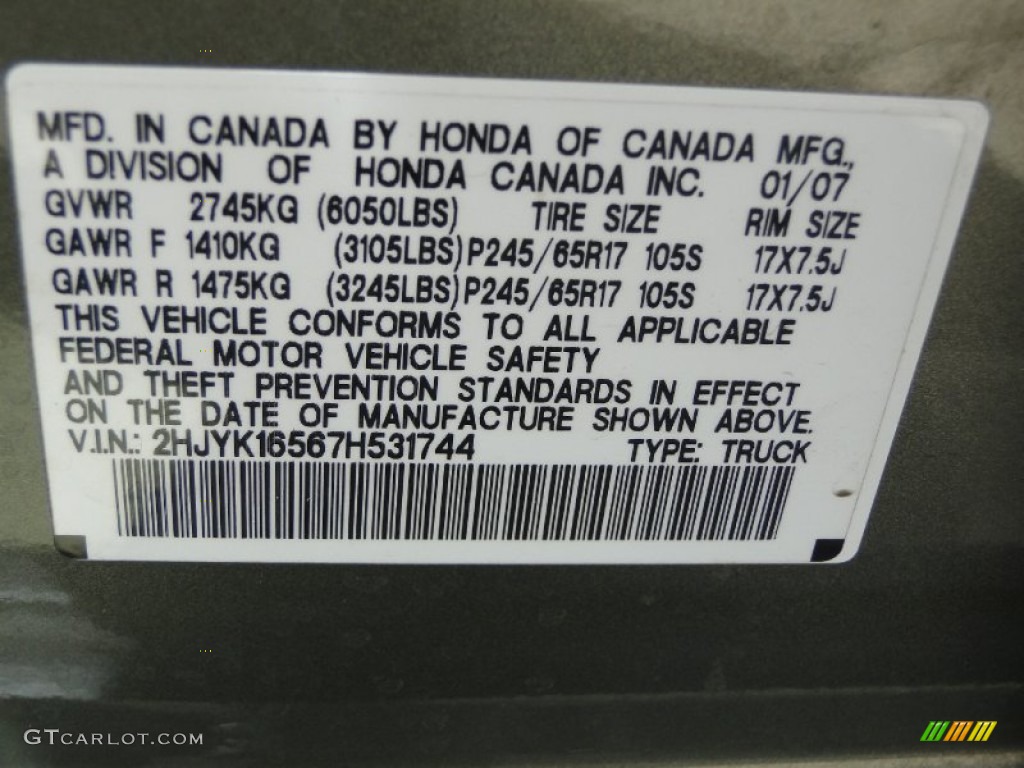 MFD. IN CANADA BY HONDA OF CANADA MFG.,
A DIVISION OF HONDA CANADA INC. 01/07
GVWR 2745KG (6050LBS) TIRE SIZE RIM SIZE
GAWR F 1410KG (3105LBS) P245/65R17 105S 17X7.5J
GAWR R 1475KG (3245LBS) P245/65R17 105S 17X7.5J
THIS VEHICLE CONFORMS TO ALL APPLICABLE
FEDERAL MOTOR VEHICLE SAFETY
AND THEFT PREVENTION STANDARDS IN EFFECT
ON THE DATE OF MANUFACTURE SHOWN ABOVE.
V.I.N.: 2HJYK16567H531744 TYPE: TRUCK
GTCARLOT.COM